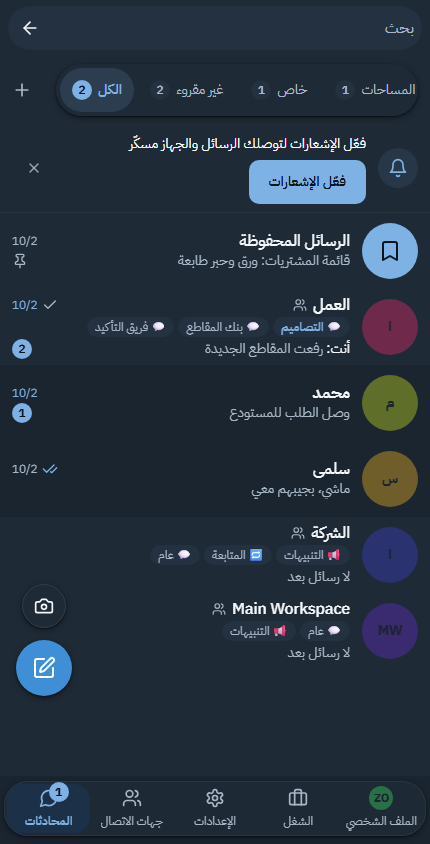 بحث
المساحات 1
خاص 1
غير مقروء 2
الكل 2
فعّل الإشعارات لتوصلك الرسائل والجهاز مسكّر
فعّل الإشعارات
الرسائل المحفوظة 10/2
قائمة المشتريات: ورق وحبر طابعة
العمل 10/2
التصاميم بنك المقاطع فريق التأكيد
أنت: رفعت المقاطع الجديدة 2
ا
محمد 10/2
وصل الطلب للمستودع 1
م
سلمى 10/2
ماشي، بجيبهم معي
س
الشركة
التنبيهات المتابعة عام
لا رسائل بعد
ا
Main Workspace
عام التنبيهات
لا رسائل بعد
MW
ZO
1
الملف الشخصي
الشغل
الإعدادات
جهات الاتصال
المحادثات